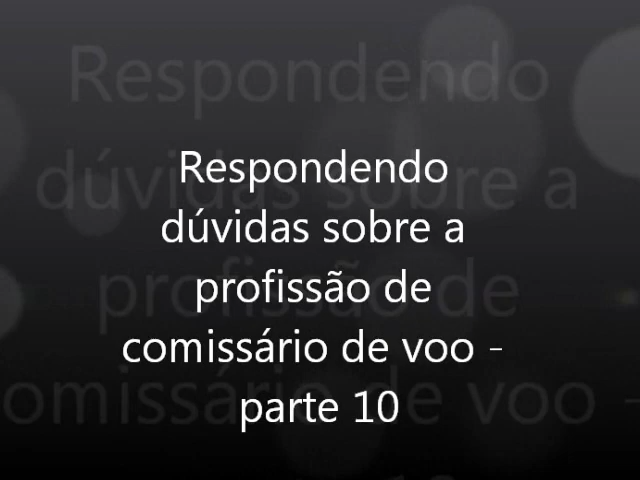 Respondendo
dúvidas sobre a
profissão de
comissário de voo -
parte 10